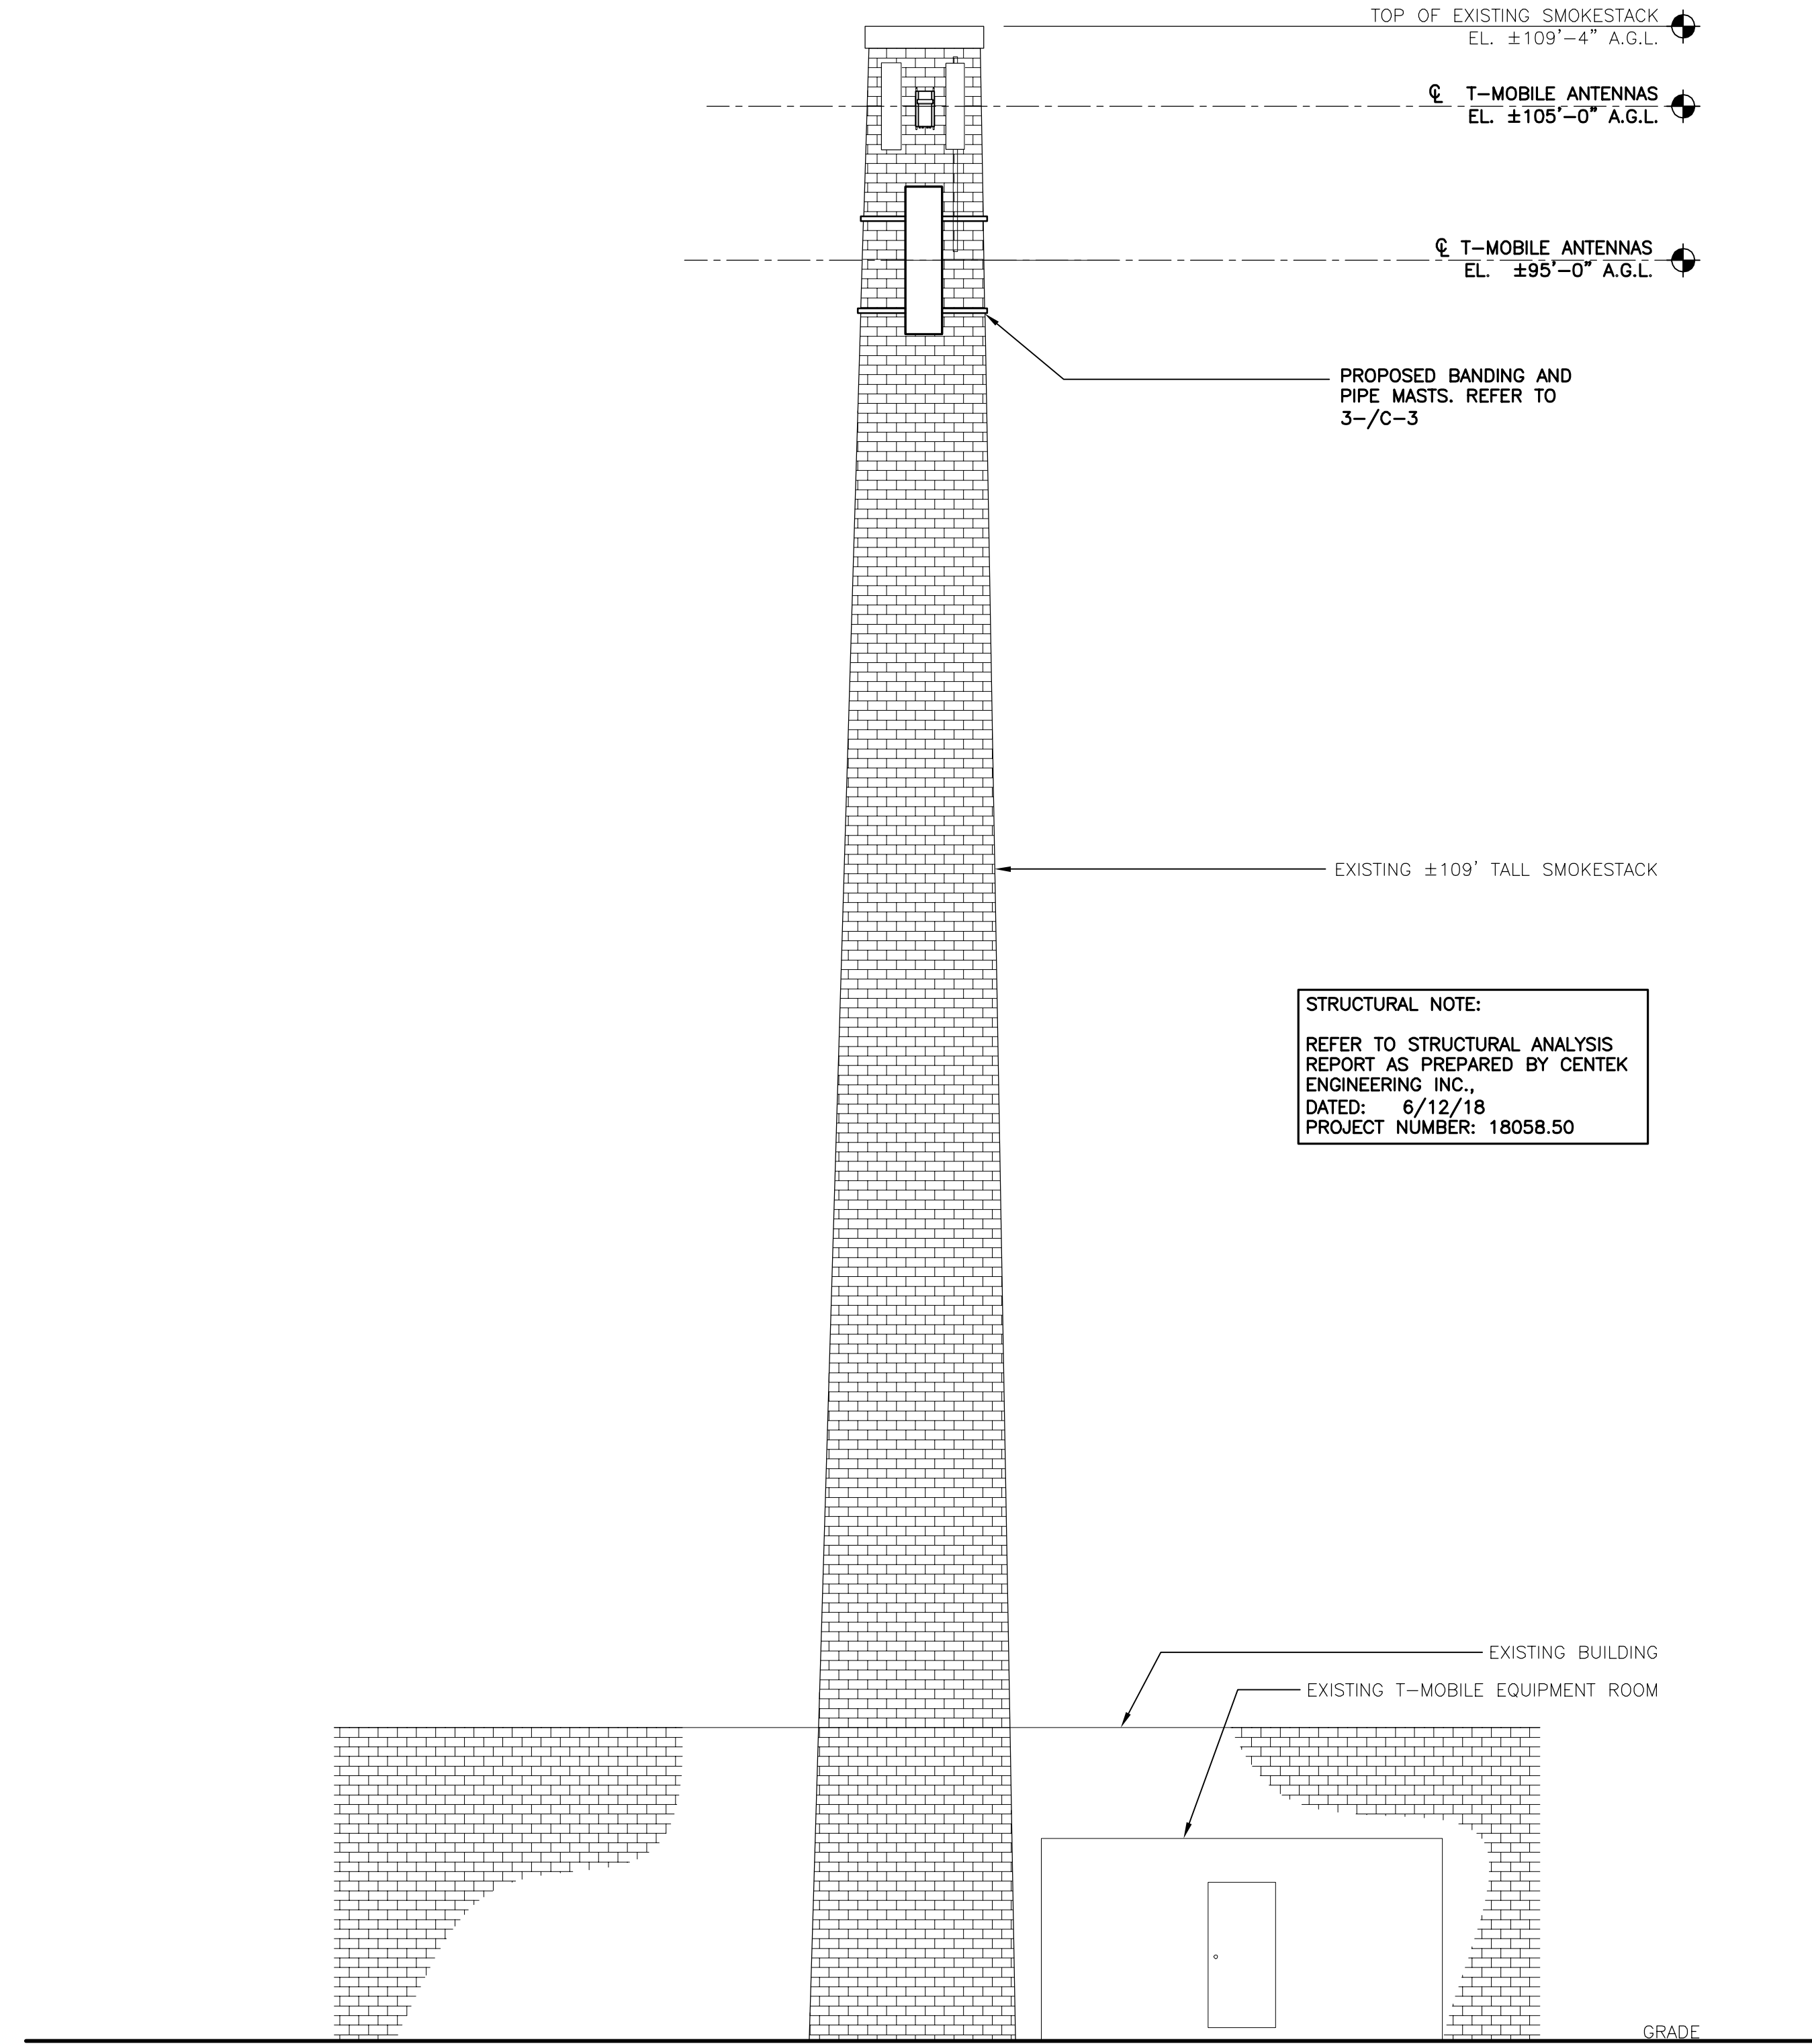 TOP OF EXISTING SMOKESTACK
EL. ±109'-4" A.G.L.
℄ T-MOBILE ANTENNAS
EL. ±105'-0" A.G.L.
℄ T-MOBILE ANTENNAS
EL. ±95'-0" A.G.L.
PROPOSED BANDING AND
PIPE MASTS. REFER TO
3-/C-3
EXISTING ±109' TALL SMOKESTACK
STRUCTURAL NOTE:
REFER TO STRUCTURAL ANALYSIS
REPORT AS PREPARED BY CENTEK
ENGINEERING INC.,
DATED: 6/12/18
PROJECT NUMBER: 18058.50
EXISTING BUILDING
EXISTING T-MOBILE EQUIPMENT ROOM
GRADE